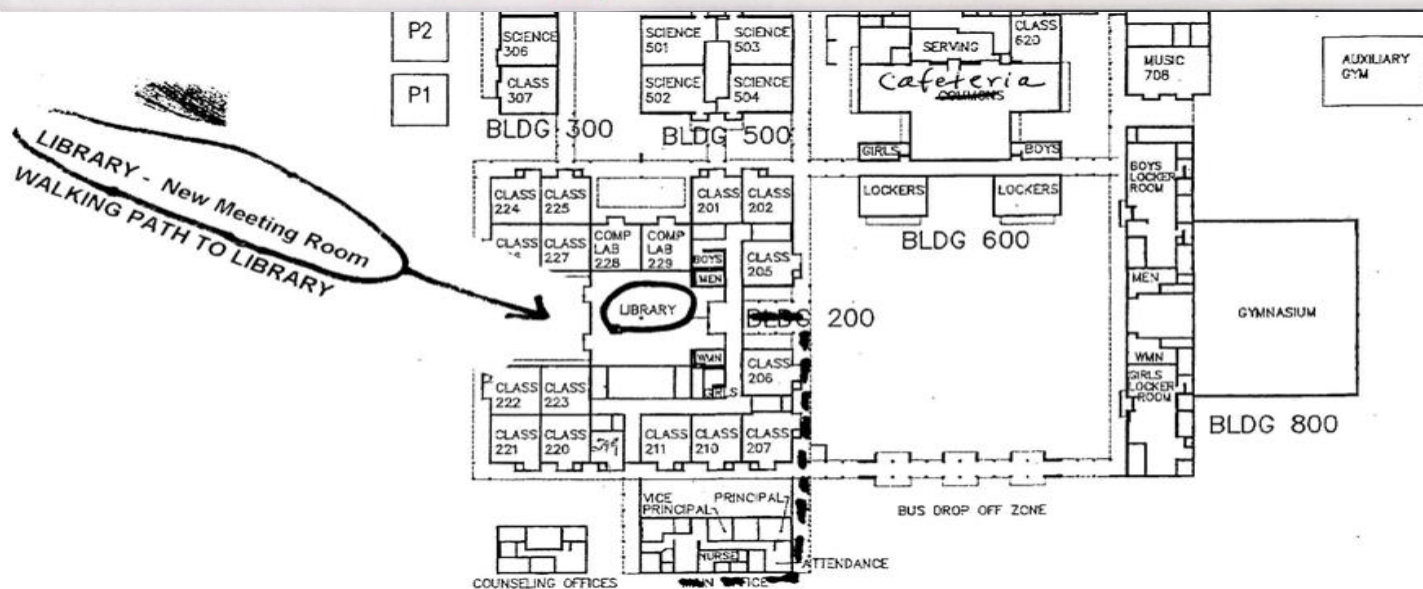 P2
SCIENCE
306
SCIENCE
501
SCIENCE
503
SERVING
CLASS
620
MUSIC
708
AUXILIARY
GYM
P1
CLASS
307
SCIENCE
502
SCIENCE
504
Cafeteria
COMMONS
BLDG 300
BLDG 500
GIRLS
BOYS
LIBRARY - New Meeting Room
WALKING PATH TO LIBRARY
CLASS
224
CLASS
225
CLASS
201
CLASS
202
LOCKERS
LOCKERS
BLDG 600
BOYS
LOCKER
ROOM
CLASS
227
COMP
LAB
228
COMP
LAB
229
BOYS
MEN
CLASS
205
LIBRARY
BLDG 200
MEN
GYMNASIUM
WMN
CLASS
206
GIRLS
WMN
GIRLS
LOCKER
ROOM
CLASS
222
CLASS
223
CLASS
221
CLASS
220
CLASS
211
CLASS
210
CLASS
207
BLDG 800
VICE
PRINCIPAL
PRINCIPAL
BUS DROP OFF ZONE
NURSE
ATTENDANCE
COUNSELING OFFICES
MAIN OFFICE